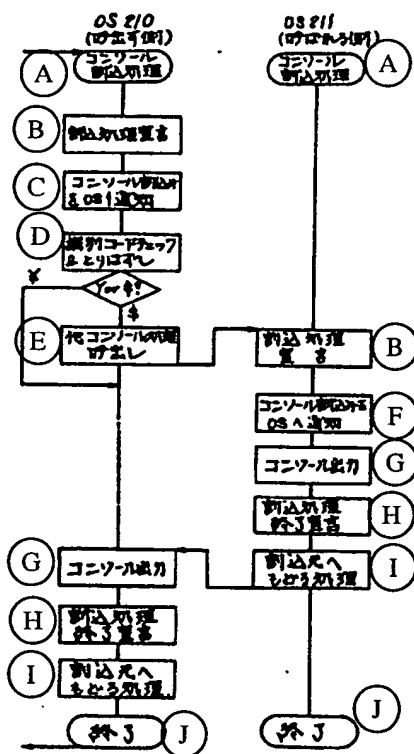 OS 210
(呼出す側)
A
コンソール
割込処理
B
割込処理宣言
C
コンソール割込み
をOSへ通知
D
識別コードチェック
&とりはずし
¥
¥or $?
$
E
他コンソール処理
呼出し
G
コンソール出力
H
割込処理
終了宣言
I
割込元へ
もどる処理
終了
J
OS 211
(呼ばれる側)
コンソール
割込処理
A
割込処理
宣言
B
コンソール割込みを
OSへ通知
F
コンソール出力
G
割込処理
終了宣言
H
割込元へ
もどる処理
I
終了
J